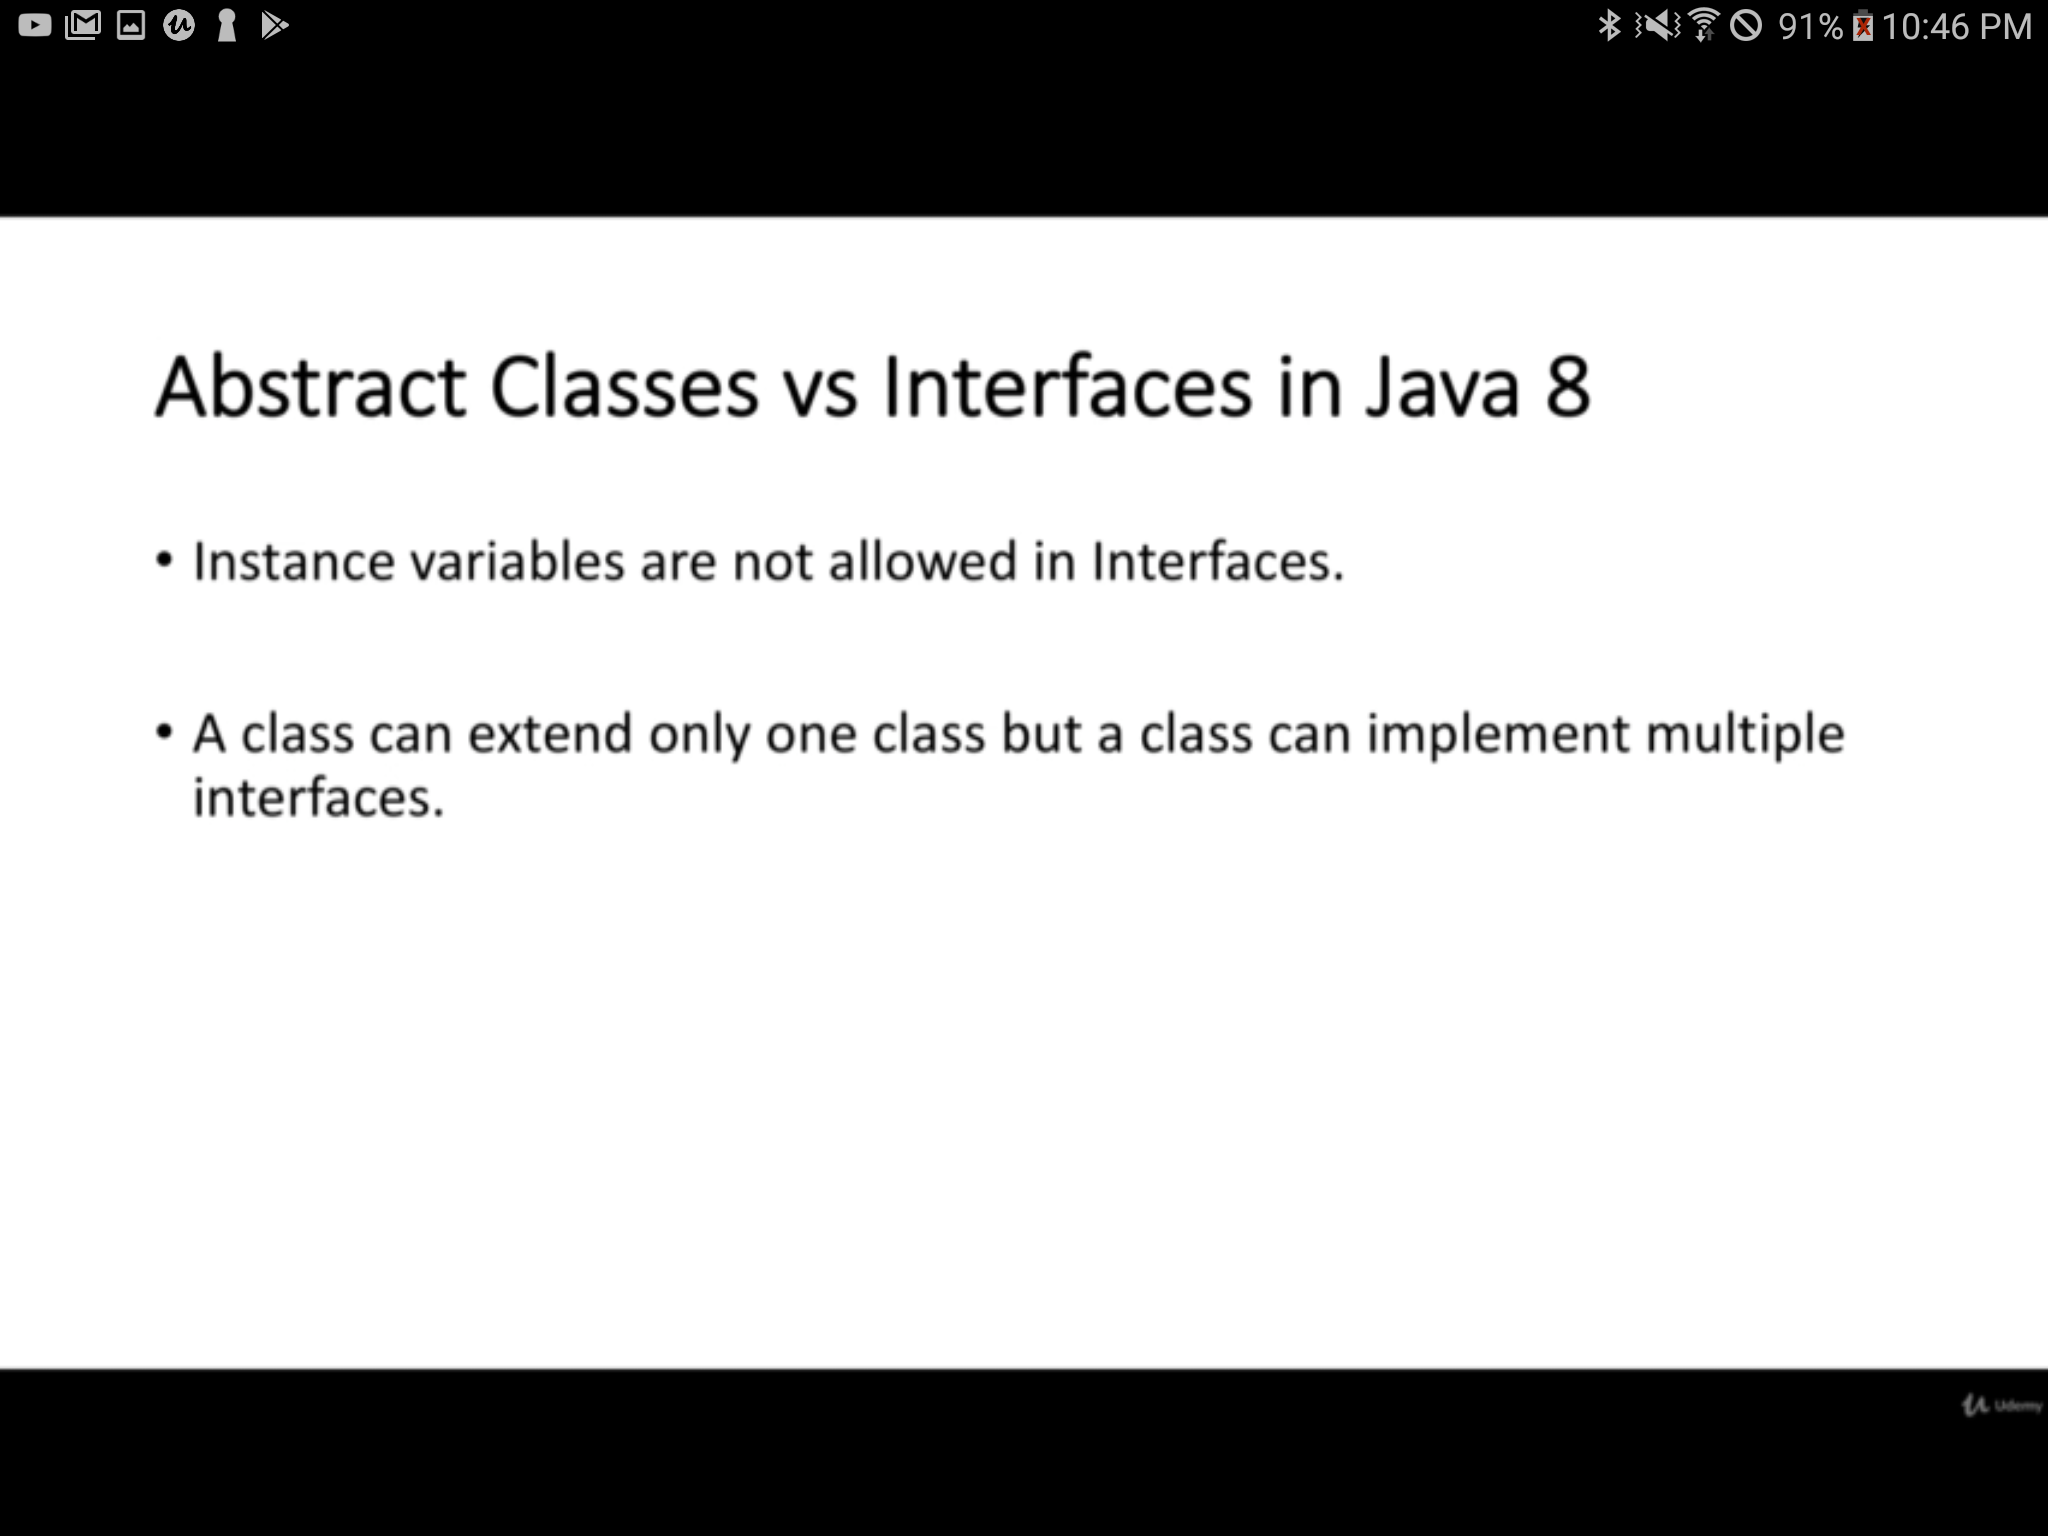 91% 10:46 PM
Abstract Classes vs Interfaces in Java 8
• Instance variables are not allowed in Interfaces.
• A class can extend only one class but a class can implement multiple
interfaces.
Udemy